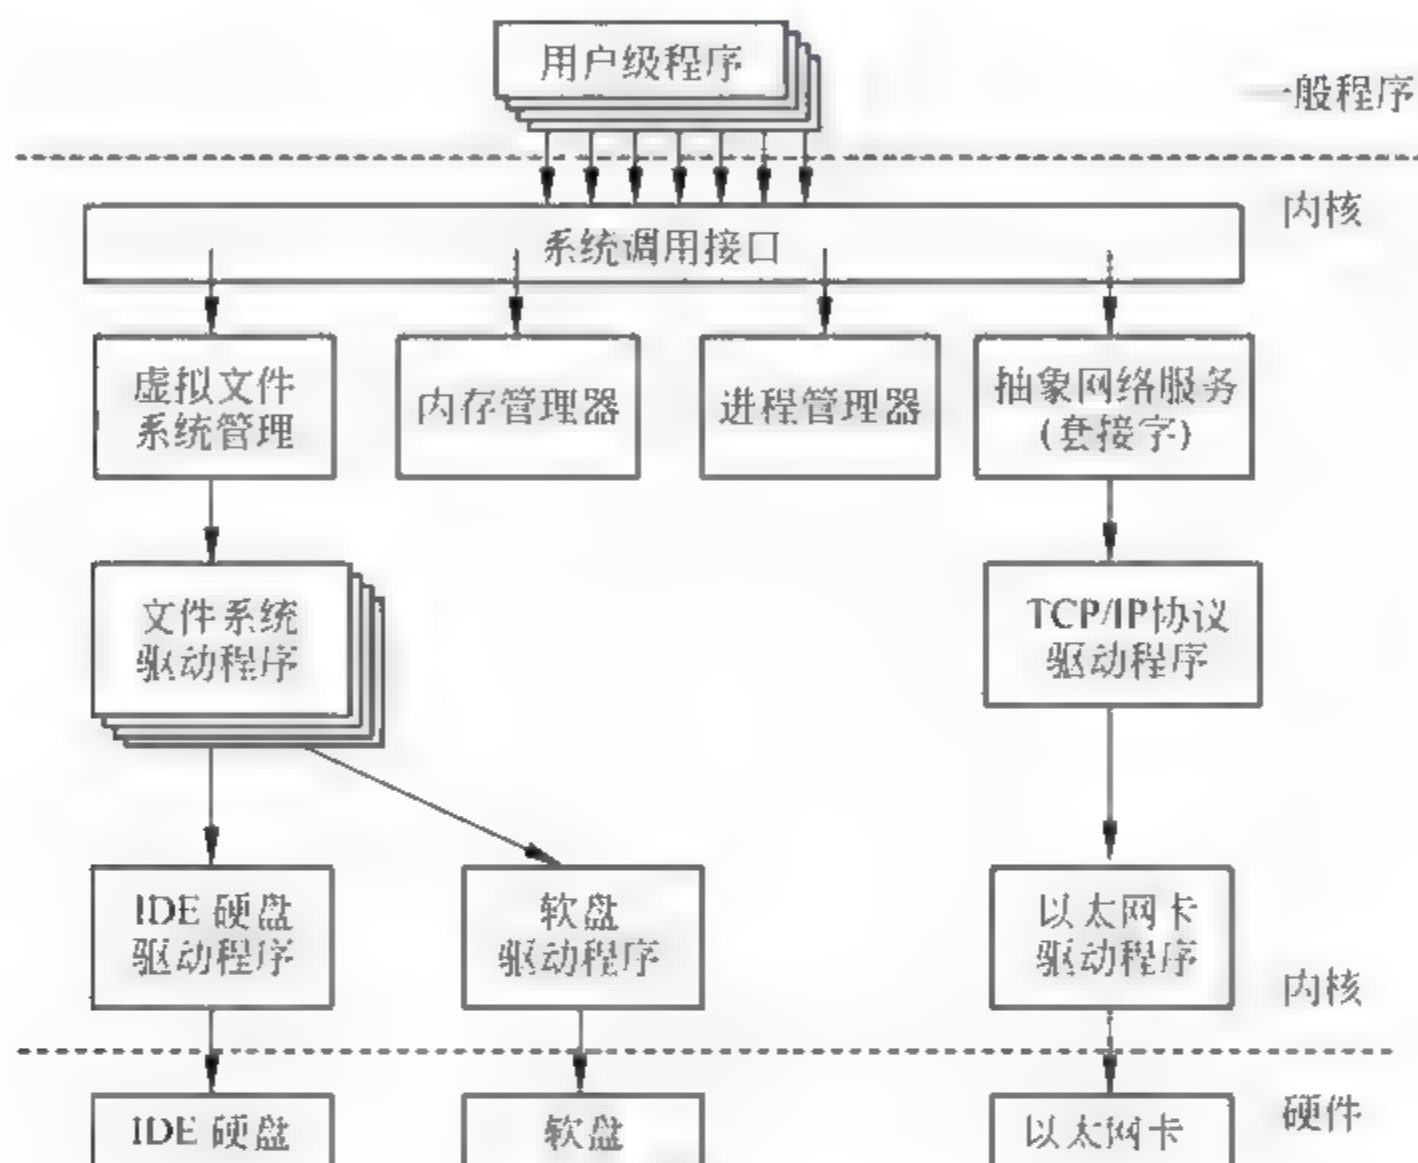 用户级程序
一般程序
内核
系统调用接口
虚拟文件
系统管理
内存管理器
进程管理器
抽象网络服务
(套接字)
文件系统
驱动程序
TCP/IP协议
驱动程序
IDE 硬盘
驱动程序
软盘
驱动程序
以太网卡
驱动程序
内核
IDE 硬盘
软盘
以太网卡
硬件